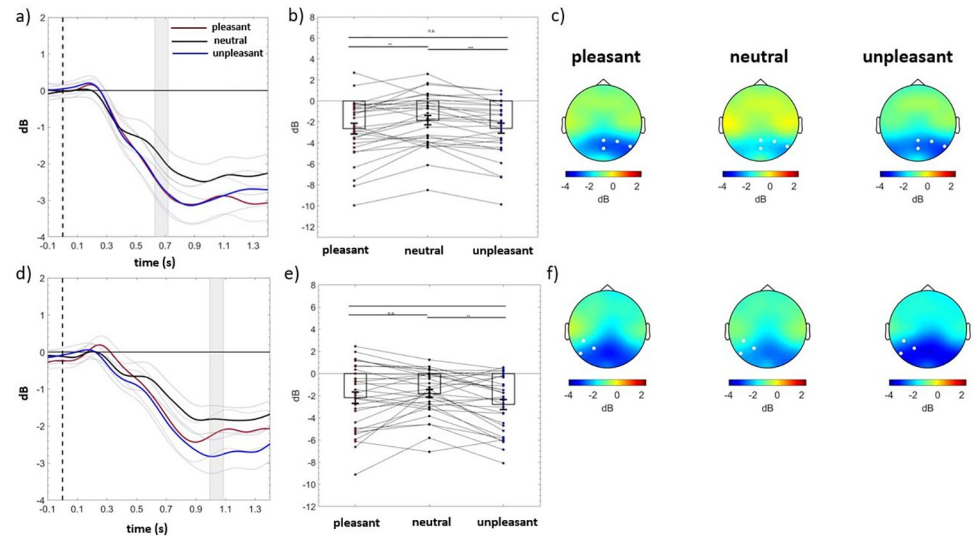 a)
2
1
0
-1
-2
-3
-4
dB
pleasant
neutral
unpleasant
-0.1 0.1 0.3 0.5 0.7 0.9 1.1 1.3
time (s)
b)
8
6
4
2
0
-2
-4
-6
-8
-10
-12
dB
n.s.
**
***
pleasant neutral unpleasant
c)
pleasant neutral unpleasant
-4 -2 0 2
dB
-4 -2 0 2
dB
-4 -2 0 2
dB
d)
2
1
0
-1
-2
-3
-4
dB
-0.1 0.1 0.3 0.5 0.7 0.9 1.1 1.3
time (s)
e)
8
6
4
2
0
-2
-4
-6
-8
-10
-12
dB
n.s.
**
pleasant neutral unpleasant
f)
-4 -2 0 2
dB
-4 -2 0 2
dB
-4 -2 0 2
dB